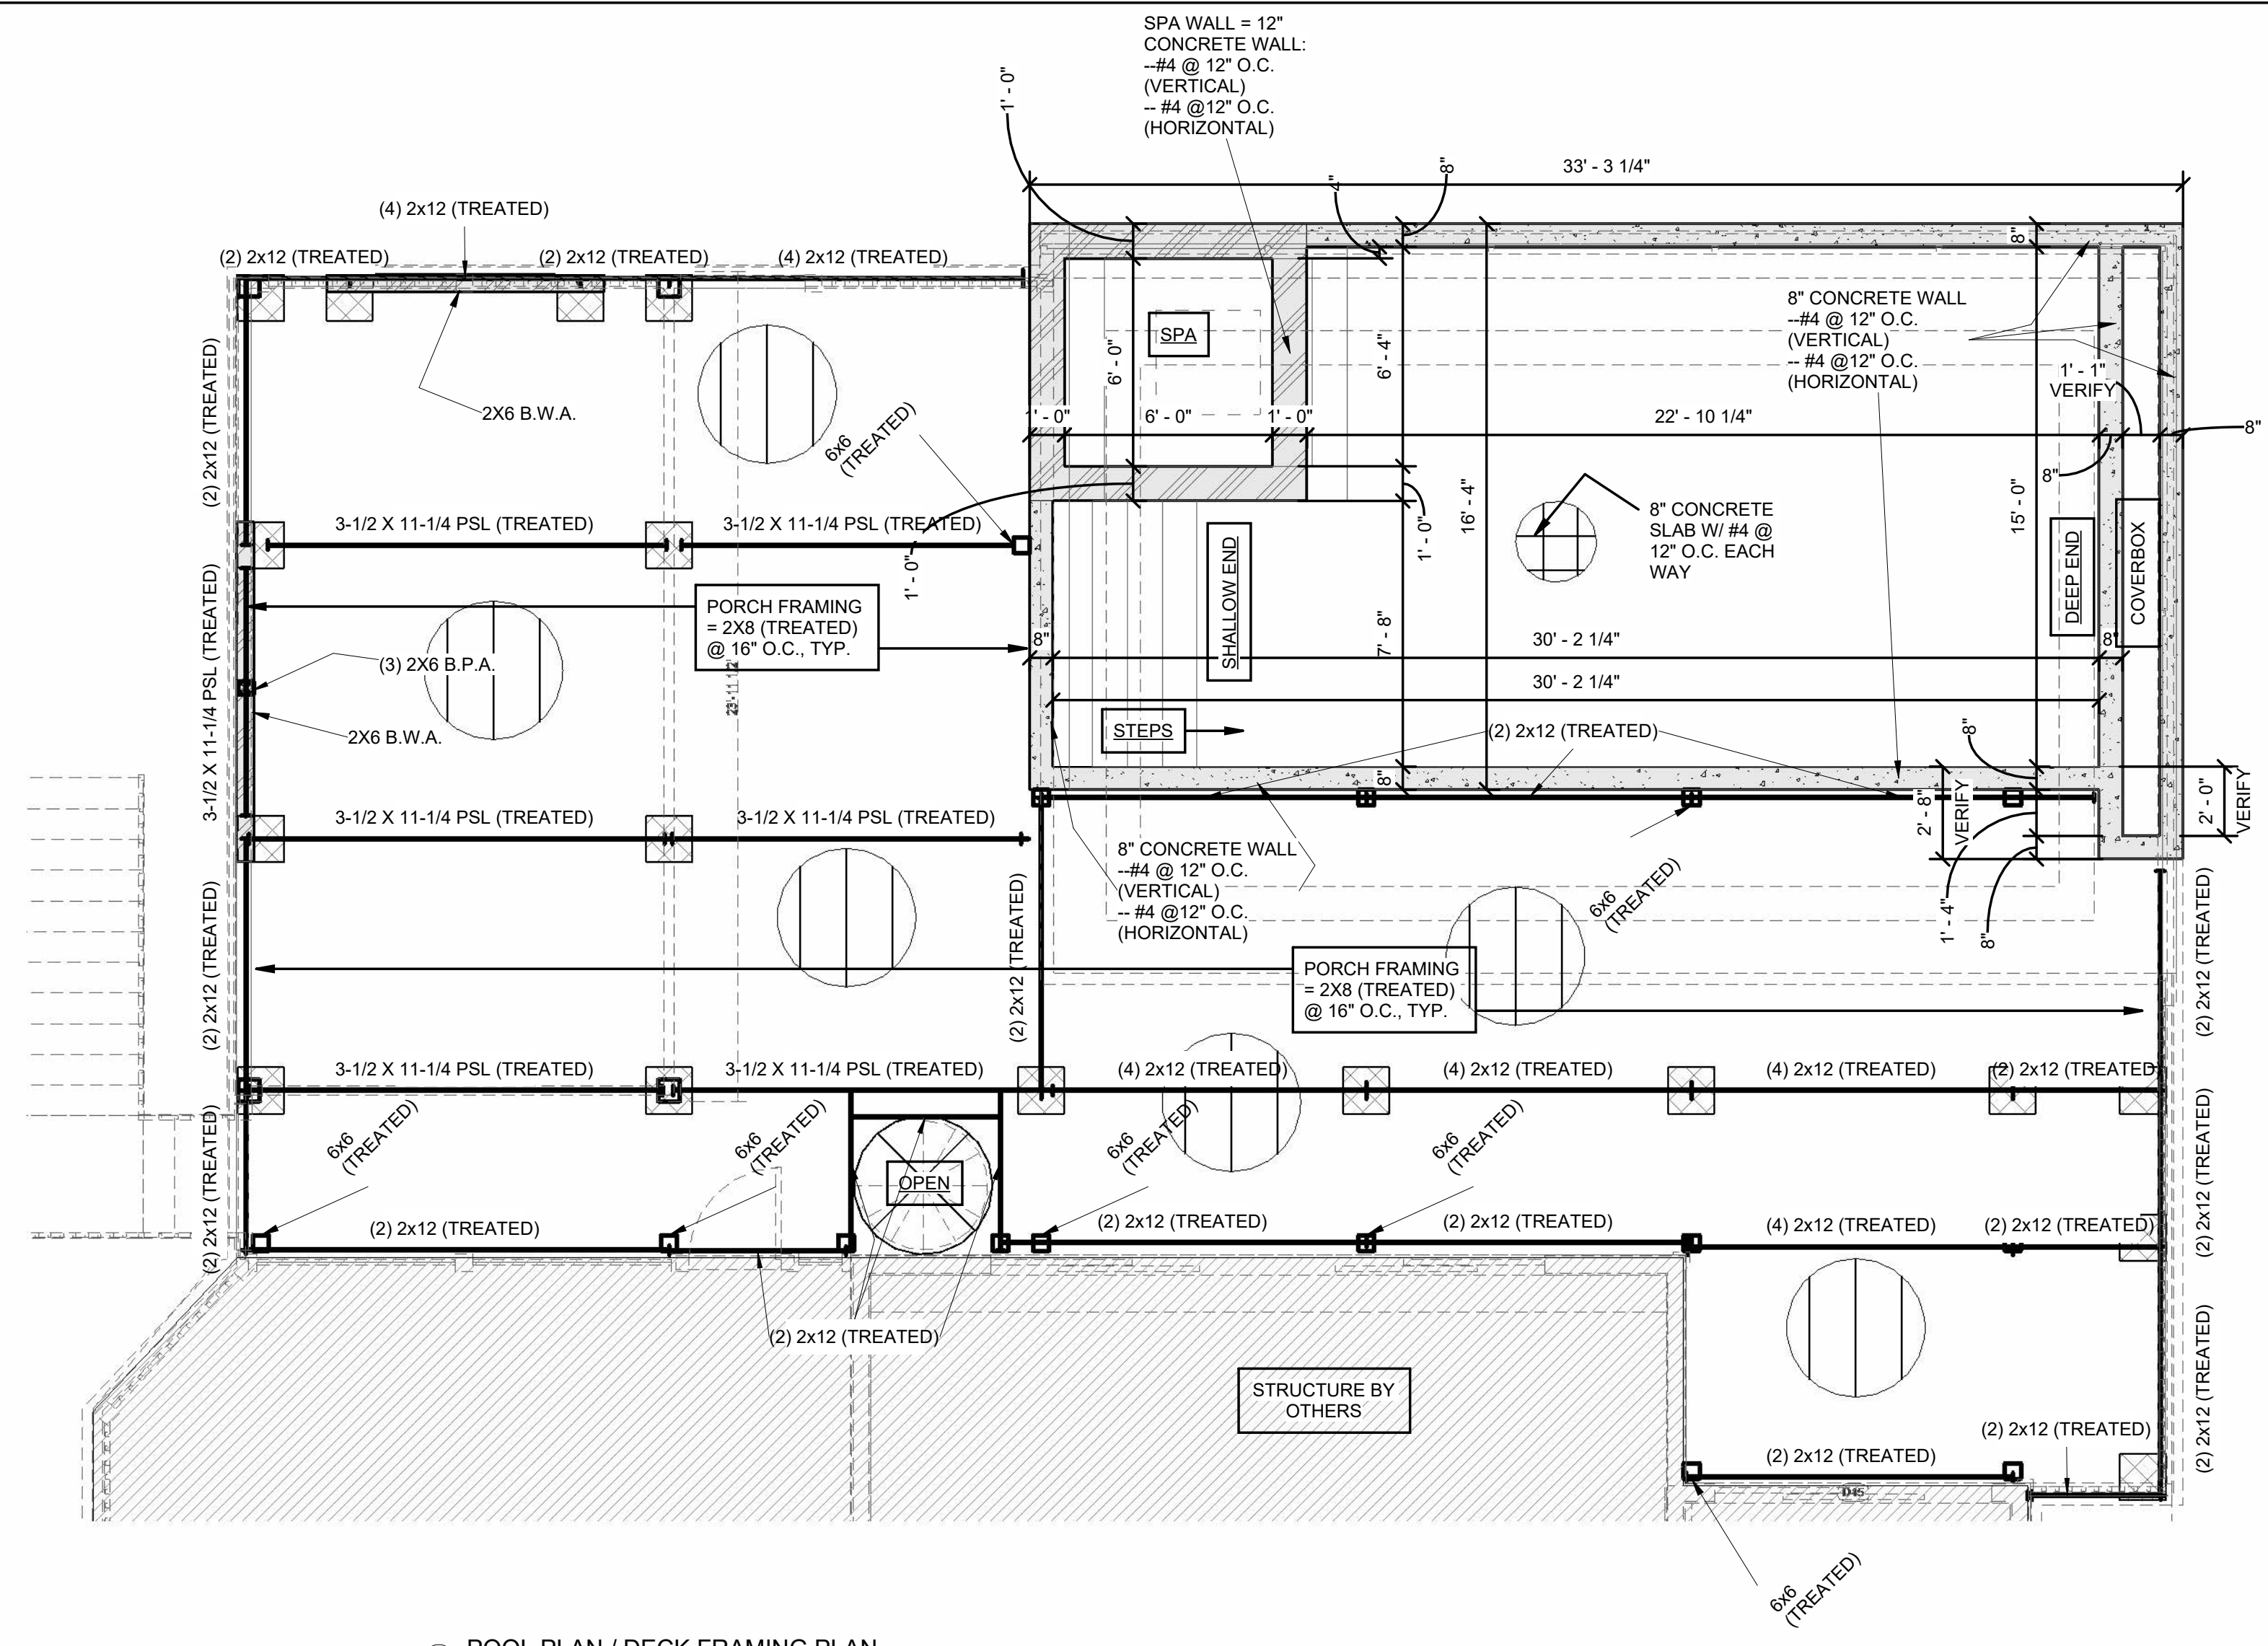 SPA WALL = 12"
CONCRETE WALL:
--#4 @ 12" O.C.
(VERTICAL)
-- #4 @12" O.C.
(HORIZONTAL)
1' - 0"
33' - 3 1/4"
4"
8"
(4) 2x12 (TREATED)
(2) 2x12 (TREATED)
(2) 2x12 (TREATED)
(4) 2x12 (TREATED)
8"
SPA
8" CONCRETE WALL
--#4 @ 12" O.C.
(VERTICAL)
-- #4 @12" O.C.
(HORIZONTAL)
(2) 2x12 (TREATED)
6' - 0"
6' - 4"
1' - 1"
VERIFY
2X6 B.W.A.
6x6
(TREATED)
1' - 0"
6' - 0"
1' - 0"
22' - 10 1/4"
8"
8"
3-1/2 X 11-1/4 PSL (TREATED)
3-1/2 X 11-1/4 PSL (TREATED)
1' - 0"
1' - 0"
16' - 4"
15' - 0"
8" CONCRETE
SLAB W/ #4 @
12" O.C. EACH
WAY
SHALLOW END
DEEP END
COVERBOX
PORCH FRAMING
= 2X8 (TREATED)
@ 16" O.C., TYP.
3-1/2 X 11-1/4 PSL (TREATED)
(3) 2X6 B.P.A.
2X6 B.W.A.
8"
7' - 8"
30' - 2 1/4"
8"
30' - 2 1/4"
STEPS
(2) 2x12 (TREATED)
8"
8"
2' - 8"
VERIFY
2' - 0"
VERIFY
3-1/2 X 11-1/4 PSL (TREATED)
3-1/2 X 11-1/4 PSL (TREATED)
8" CONCRETE WALL
--#4 @ 12" O.C.
(VERTICAL)
-- #4 @12" O.C.
(HORIZONTAL)
6x6
(TREATED)
1' - 4"
8"
(2) 2x12 (TREATED)
(2) 2x12 (TREATED)
(2) 2x12 (TREATED)
PORCH FRAMING
= 2X8 (TREATED)
@ 16" O.C., TYP.
3-1/2 X 11-1/4 PSL (TREATED)
3-1/2 X 11-1/4 PSL (TREATED)
(4) 2x12 (TREATED)
(4) 2x12 (TREATED)
(4) 2x12 (TREATED)
(2) 2x12 (TREATED)
(2) 2x12 (TREATED)
6x6
(TREATED)
6x6
(TREATED)
OPEN
6x6
(TREATED)
6x6
(TREATED)
(2) 2x12 (TREATED)
(2) 2x12 (TREATED)
(2) 2x12 (TREATED)
(2) 2x12 (TREATED)
(4) 2x12 (TREATED)
(2) 2x12 (TREATED)
(2) 2x12 (TREATED)
STRUCTURE BY
OTHERS
(2) 2x12 (TREATED)
(2) 2x12 (TREATED)
(2) 2x12 (TREATED)
D15
6x6
(TREATED)
POOL PLAN / DECK FRAMING PLAN